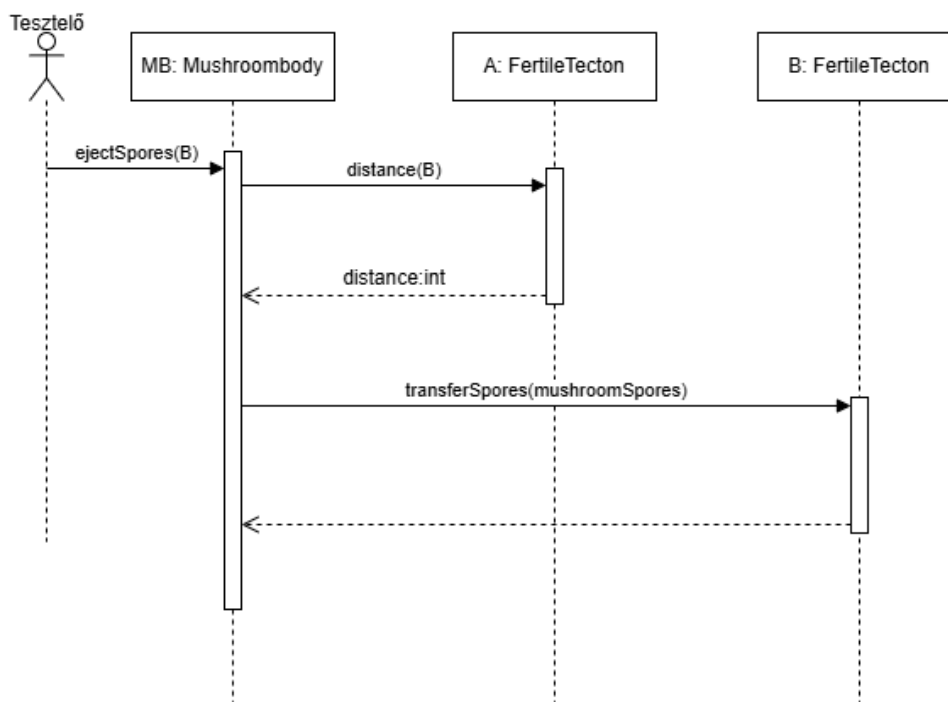 Tesztelő
MB: Mushroombody
A: FertileTecton
B: FertileTecton
ejectSpores(B)
distance(B)
distance:int
transferSpores(mushroomSpores)